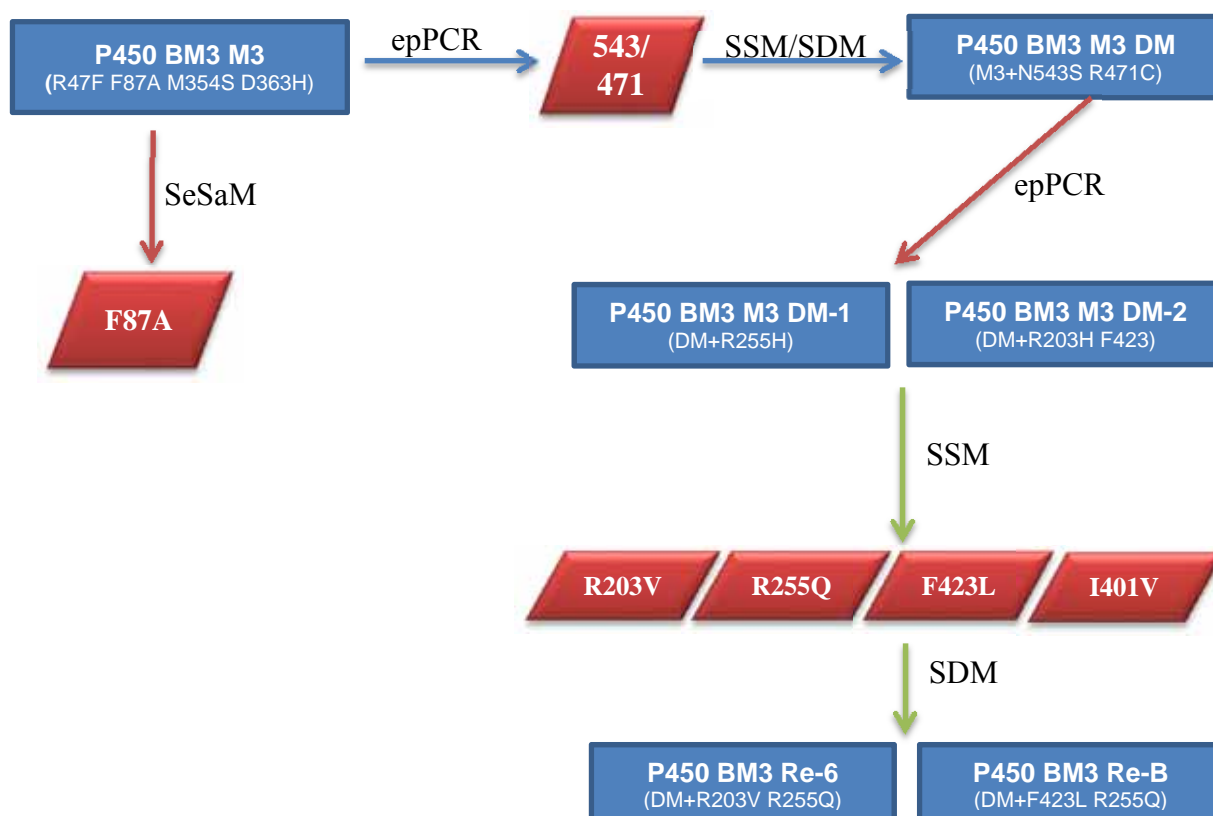 P450 BM3 M3
(R47F F87A M354S D363H)
epPCR
543/
471
SSM/SDM
P450 BM3 M3 DM
(M3+N543S R471C)
SeSaM
epPCR
F87A
P450 BM3 M3 DM-1
(DM+R255H)
P450 BM3 M3 DM-2
(DM+R203H F423)
SSM
R203V
R255Q
F423L
I401V
SDM
P450 BM3 Re-6
(DM+R203V R255Q)
P450 BM3 Re-B
(DM+F423L R255Q)